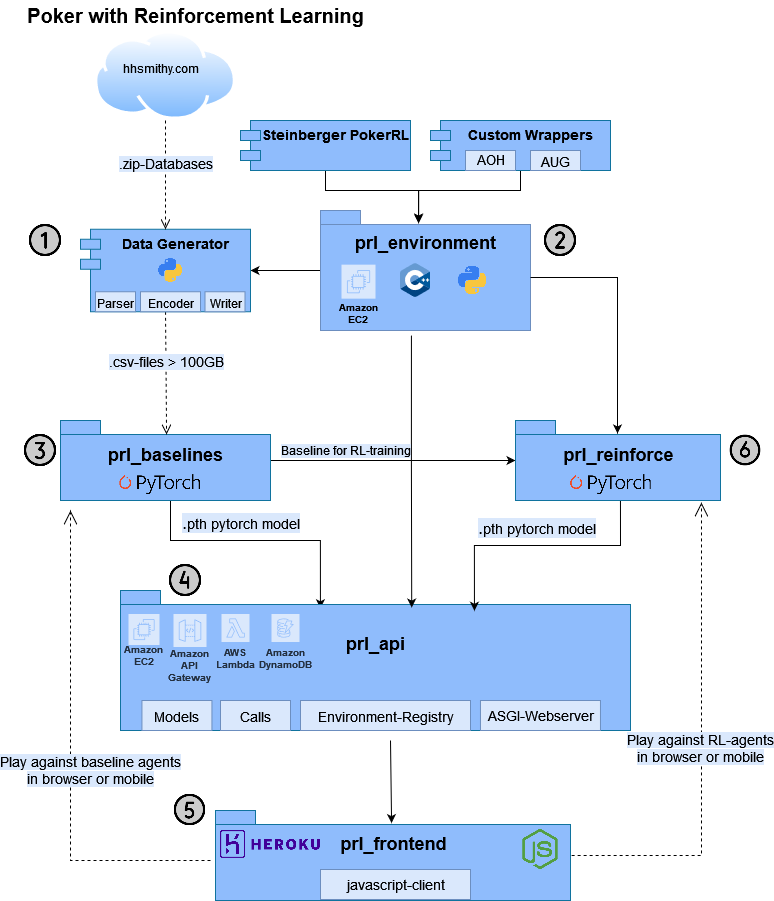 Poker with Reinforcement Learning
hhsmithy.com
.zip-Databases
Steinberger PokerRL
Custom Wrappers
AOH
AUG
1
Data Generator
Parser
Encoder
Writer
2
prl_environment
Amazon
EC2
C++
.csv-files > 100GB
3
prl_baselines
PyTorch
Baseline for RL-training
6
prl_reinforce
PyTorch
.pth pytorch model
.pth pytorch model
4
Amazon
EC2
Amazon
API
Gateway
AWS
Lambda
Amazon
DynamoDB
prl_api
Models
Calls
Environment-Registry
ASGI-Webserver
Play against baseline agents
in browser or mobile
Play against RL-agents
in browser or mobile
5
HEROKU
prl_frontend
JS
javascript-client